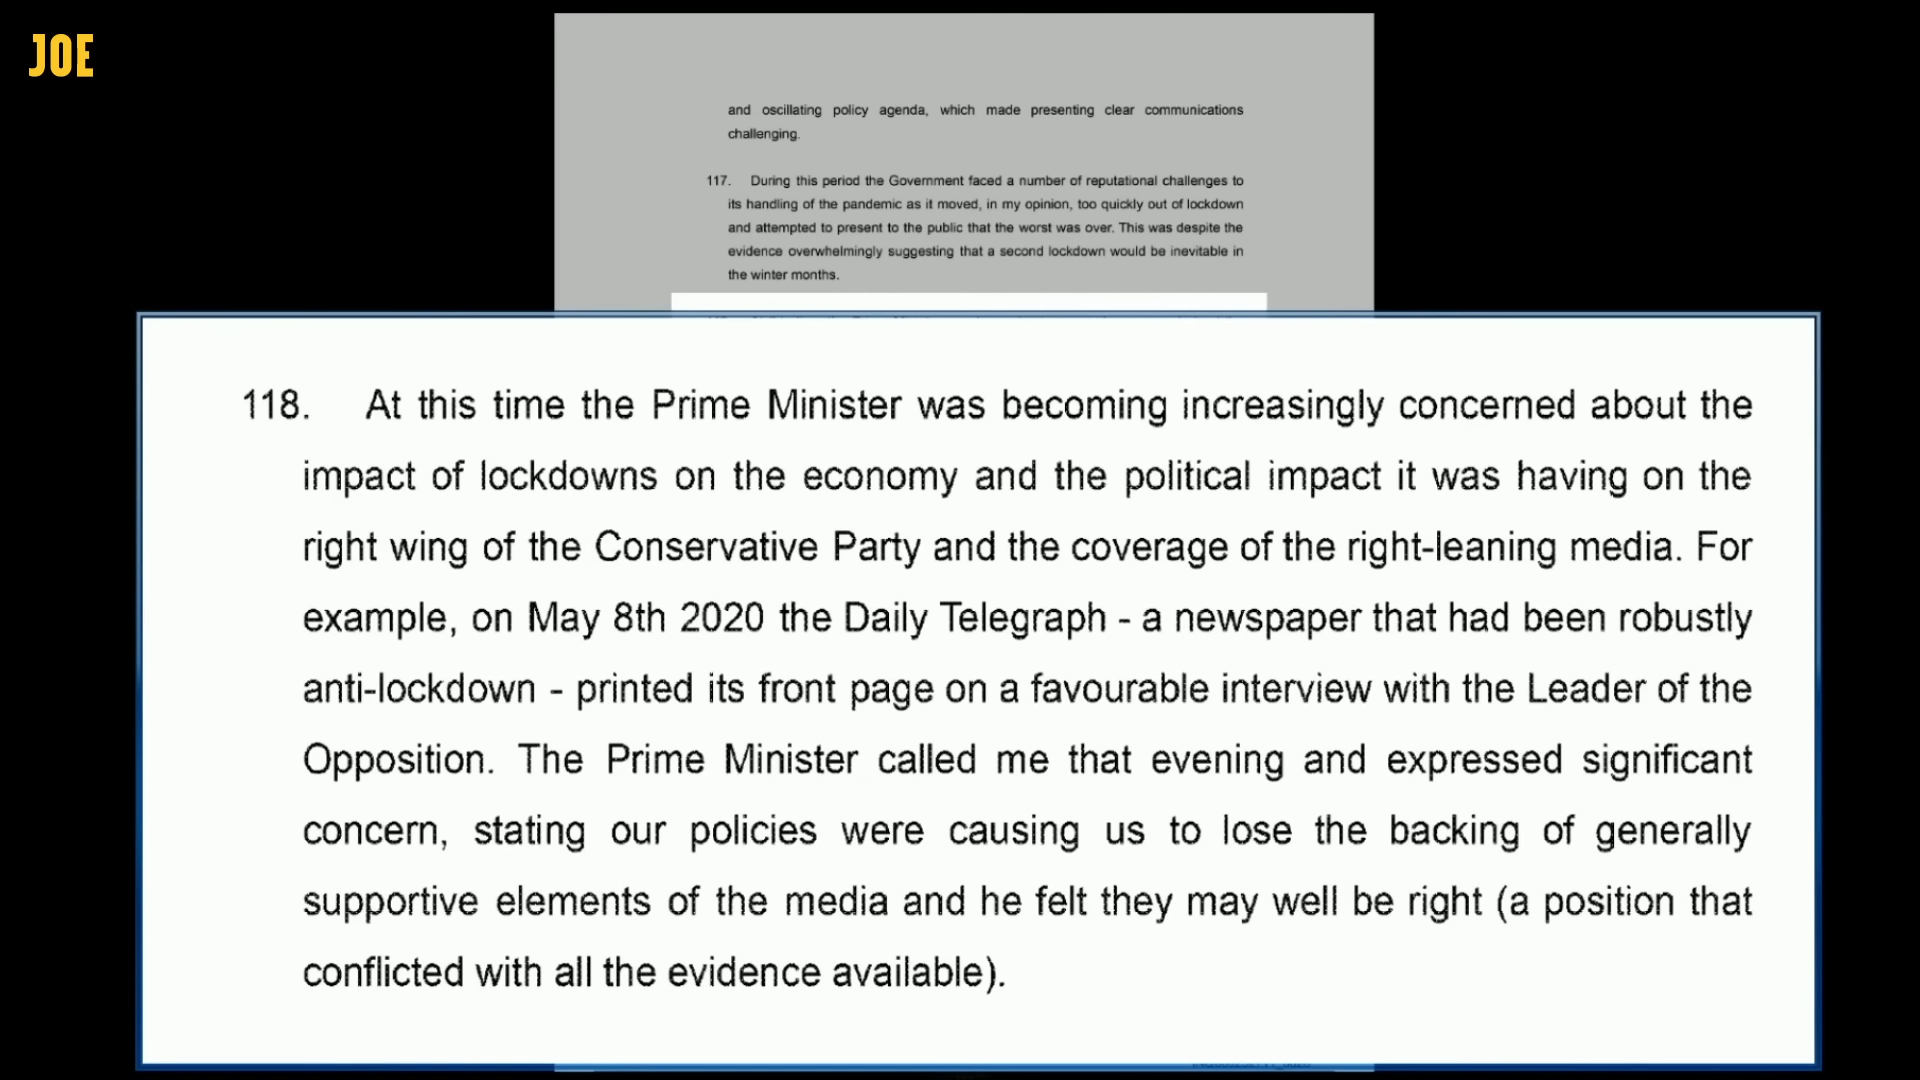 JOE
and oscillating policy agenda, which made presenting clear communications
challenging.
117. During this period the Government faced a number of reputational challenges to
its handling of the pandemic as it moved, in my opinion, too quickly out of lockdown
and attempted to present to the public that the worst was over. This was despite the
evidence overwhelmingly suggesting that a second lockdown would be inevitable in
the winter months.
118. At this time the Prime Minister was becoming increasingly concerned about the
impact of lockdowns on the economy and the political impact it was having on the
right wing of the Conservative Party and the coverage of the right-leaning media. For
example, on May 8th 2020 the Daily Telegraph - a newspaper that had been robustly
anti-lockdown - printed its front page on a favourable interview with the Leader of the
Opposition. The Prime Minister called me that evening and expressed significant
concern, stating our policies were causing us to lose the backing of generally
supportive elements of the media and he felt they may well be right (a position that
conflicted with all the evidence available).